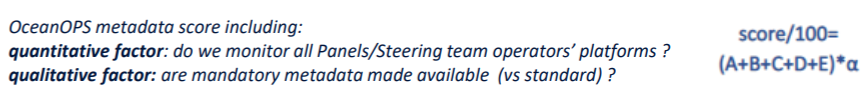 OceanOPS metadata score including:
quantitative factor: do we monitor all Panels/Steering team operators’ platforms ?
qualitative factor: are mandatory metadata made available (vs standard) ?
score/100=
(A+B+C+D+E)*α